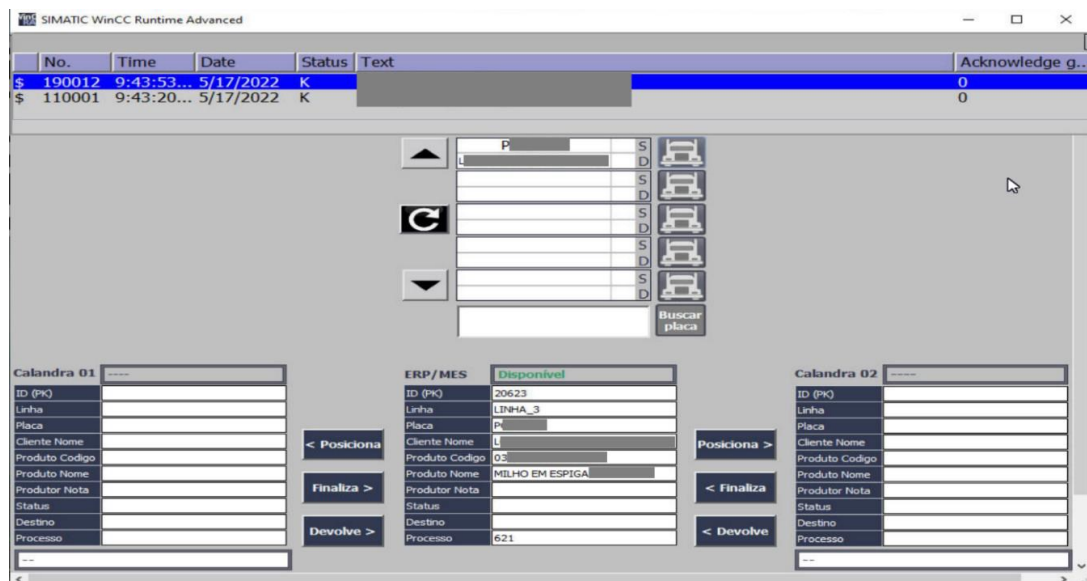 SIMATIC WinCC Runtime Advanced
No. Time Date Status Text Acknowledge g..
$ 190012 9:43:53... 5/17/2022 K 0
$ 110001 9:43:20... 5/17/2022 K 0
P S
L D
S
D
S
D
S
D
S
D
Buscar placa
Calandra 01 ----
ID (PK)
Linha
Placa
Cliente Nome
Produto Codigo
Produto Nome
Produtor Nota
Status
Destino
Processo
--
< Posiciona
Finaliza >
Devolve >
ERP/MES Disponível
ID (PK) 20623
Linha LINHA_3
Placa P
Cliente Nome L
Produto Codigo 03
Produto Nome MILHO EM ESPIGA
Produtor Nota
Status
Destino
Processo 621
Posiciona >
< Finaliza
< Devolve
Calandra 02 ----
ID (PK)
Linha
Placa
Cliente Nome
Produto Codigo
Produto Nome
Produtor Nota
Status
Destino
Processo
--